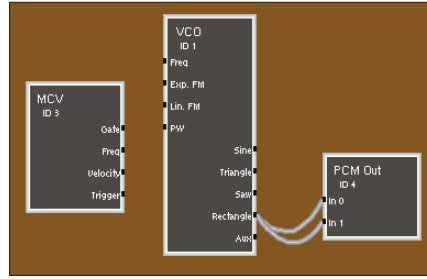 MCV
ID 3
Gate
Freq
Velocity
Trigger
VCO
ID 1
Freq
Exp. FM
Lin. FM
PW
Sine
Triangle
Saw
Rectangle
Aux
PCM Out
ID 4
In 0
In 1